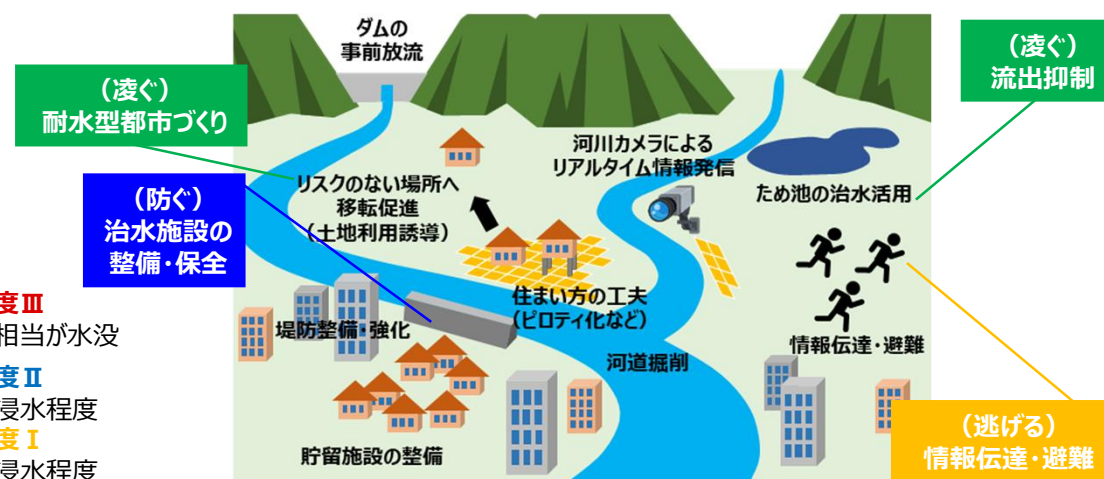 ダムの
事前放流
(凌ぐ)
流出抑制
(凌ぐ)
耐水型都市づくり
河川カメラによる
リアルタイム情報発信
リスクのない場所へ
移転促進
(土地利用誘導)
ため池の治水活用
(防ぐ)
治水施設の
整備・保全
度Ⅲ
相当が水没
住まい方の工夫
(ピロティ化など)
堤防整備・強化
情報伝達・避難
河道掘削
度Ⅱ
浸水程度
度Ⅰ
浸水程度
貯留施設の整備
(逃げる)
情報伝達・避難